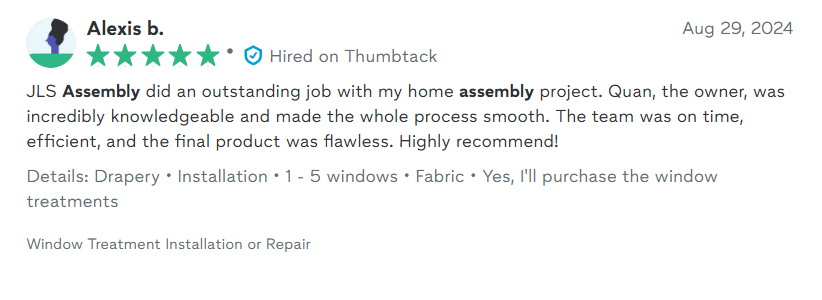 Alexis b.
Aug 29, 2024
• Hired on Thumbtack
JLS Assembly did an outstanding job with my home assembly project. Quan, the owner, was
incredibly knowledgeable and made the whole process smooth. The team was on time,
efficient, and the final product was flawless. Highly recommend!
Details: Drapery • Installation • 1 - 5 windows • Fabric • Yes, I'll purchase the window
treatments
Window Treatment Installation or Repair